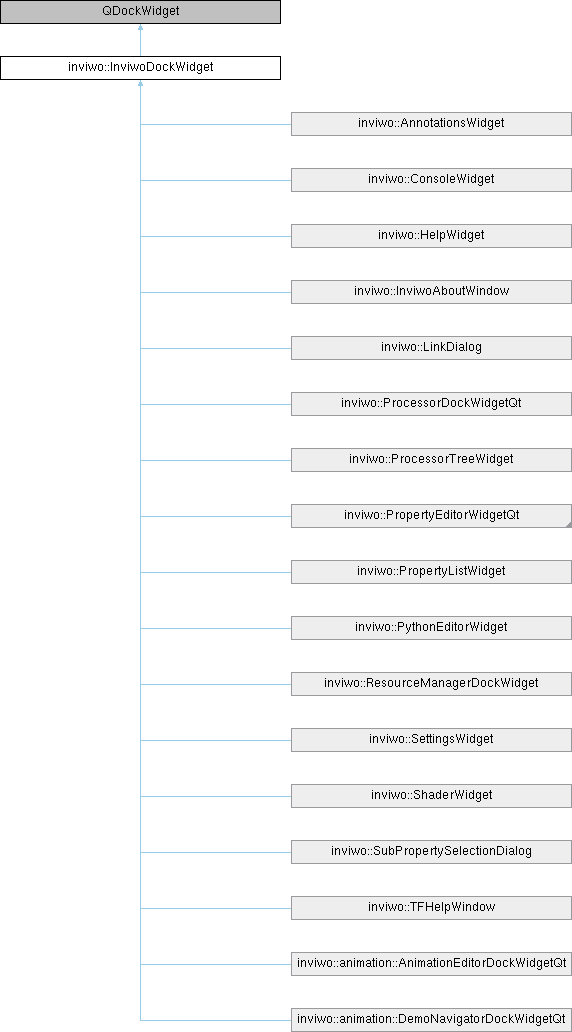 QDockWidget
inviwo::InviwoDockWidget
inviwo::AnnotationsWidget
inviwo::ConsoleWidget
inviwo::HelpWidget
inviwo::InviwoAboutWindow
inviwo::LinkDialog
inviwo::ProcessorDockWidgetQt
inviwo::ProcessorTreeWidget
inviwo::PropertyEditorWidgetQt
inviwo::PropertyListWidget
inviwo::PythonEditorWidget
inviwo::ResourceManagerDockWidget
inviwo::SettingsWidget
inviwo::ShaderWidget
inviwo::SubPropertySelectionDialog
inviwo::TFHelpWindow
inviwo::animation::AnimationEditorDockWidgetQt
inviwo::animation::DemoNavigatorDockWidgetQt